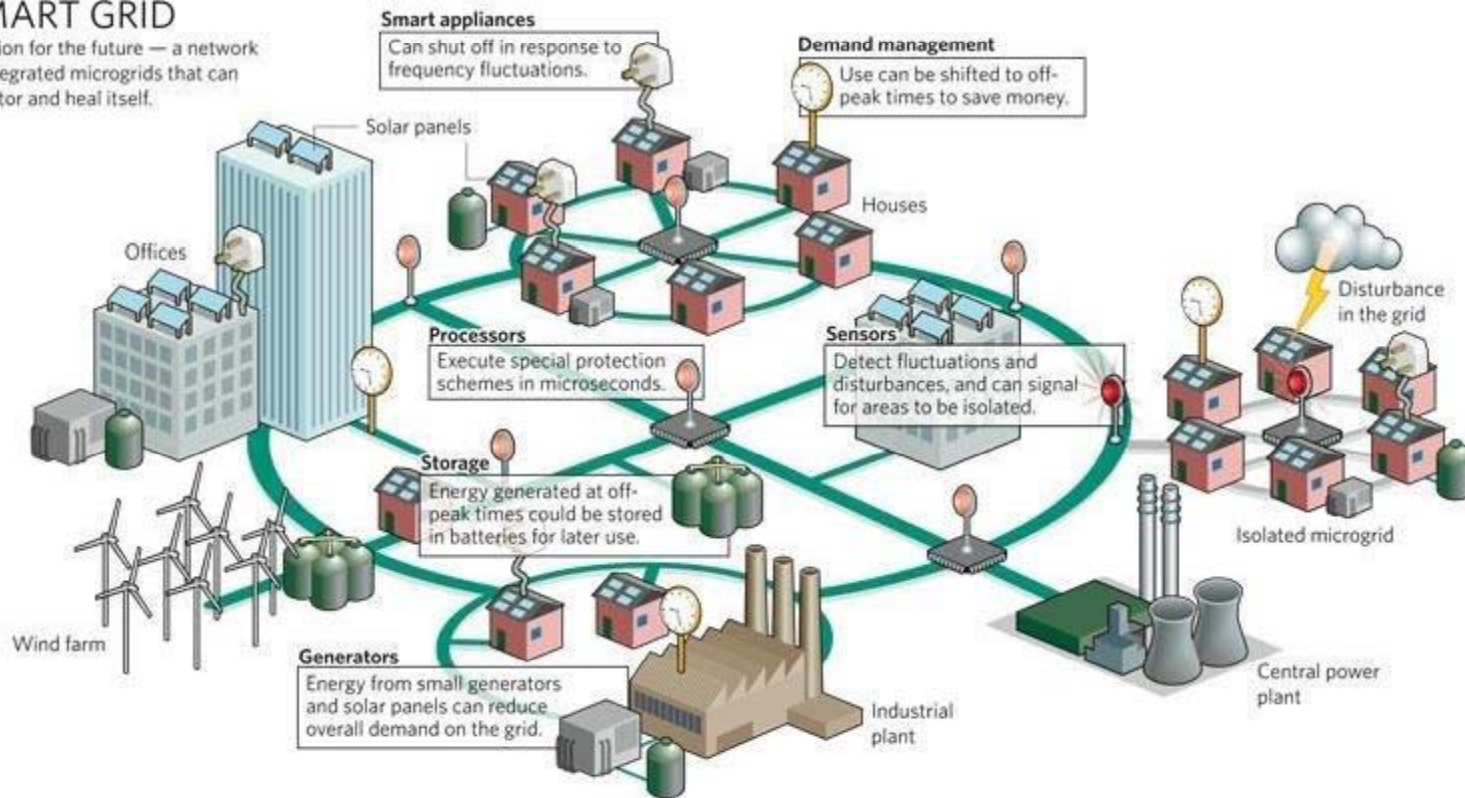 MART GRID
ion for the future — a network
egrated microgrids that can
tor and heal itself.
Smart appliances
Can shut off in response to
frequency fluctuations.
Demand management
Use can be shifted to off-
peak times to save money.
Solar panels
Houses
Offices
Disturbance
in the grid
Processors
Execute special protection
schemes in microseconds.
Sensors
Detect fluctuations and
disturbances, and can signal
for areas to be isolated.
Storage
Energy generated at off-
peak times could be stored
in batteries for later use.
Isolated microgrid
Wind farm
Generators
Energy from small generators
and solar panels can reduce
overall demand on the grid.
Industrial
plant
Central power
plant